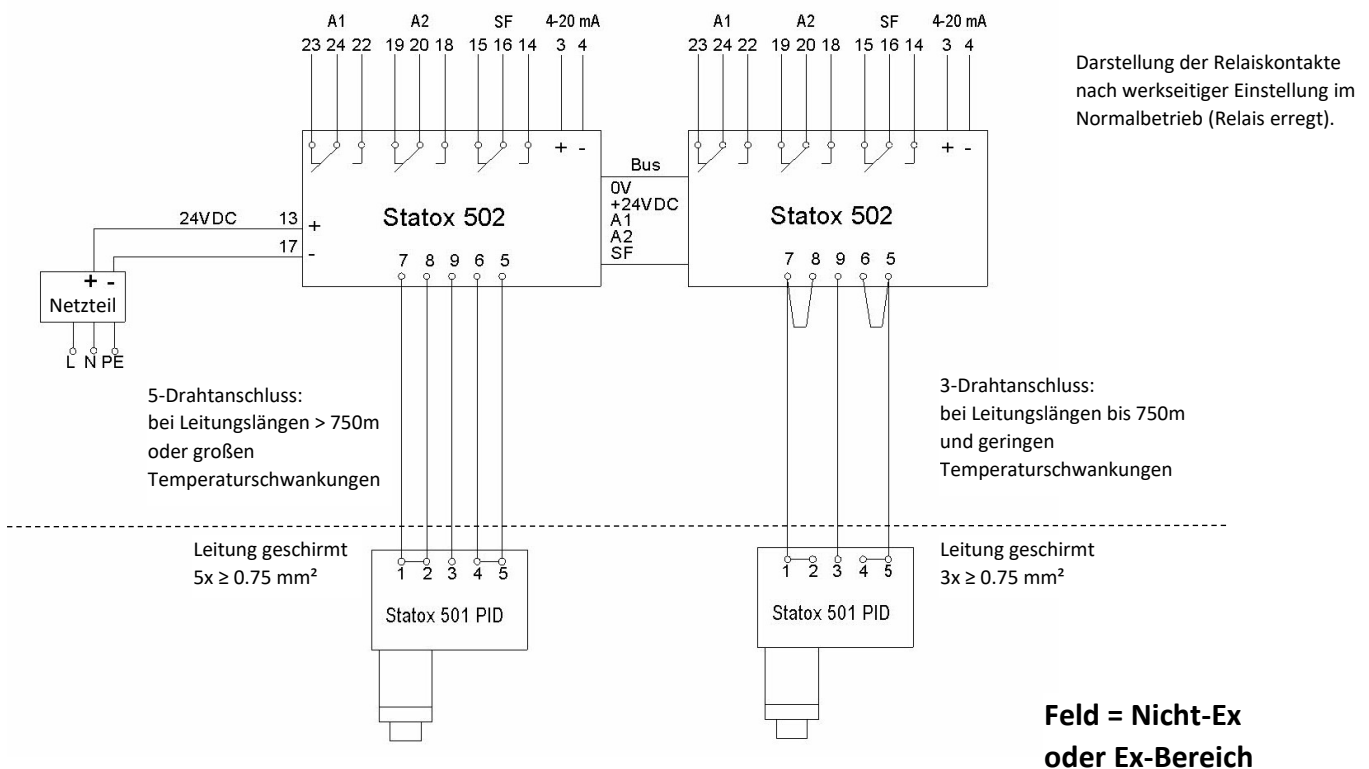 A1 A2 SF 4-20 mA
23 24 22 19 20 18 15 16 14 3 4
A1 A2 SF 4-20 mA
23 24 22 19 20 18 15 16 14 3 4
Darstellung der Relaiskontakte
nach werkseitiger Einstellung im
Normalbetrieb (Relais erregt).
+ -
+ -
Bus
0V
+24VDC
A1
A2
SF
24VDC 13 +
17 -
Statox 502
7 8 9 6 5
Statox 502
7 8 9 6 5
+ -
Netzteil
L N PE
5-Drahtanschluss:
bei Leitungslängen > 750m
oder großen
Temperaturschwankungen
3-Drahtanschluss:
bei Leitungslängen bis 750m
und geringen
Temperaturschwankungen
Leitung geschirmt
5x ≥ 0.75 mm²
1 2 3 4 5
Statox 501 PID
1 2 3 4 5
Statox 501 PID
Leitung geschirmt
3x ≥ 0.75 mm²
Feld = Nicht-Ex
oder Ex-Bereich